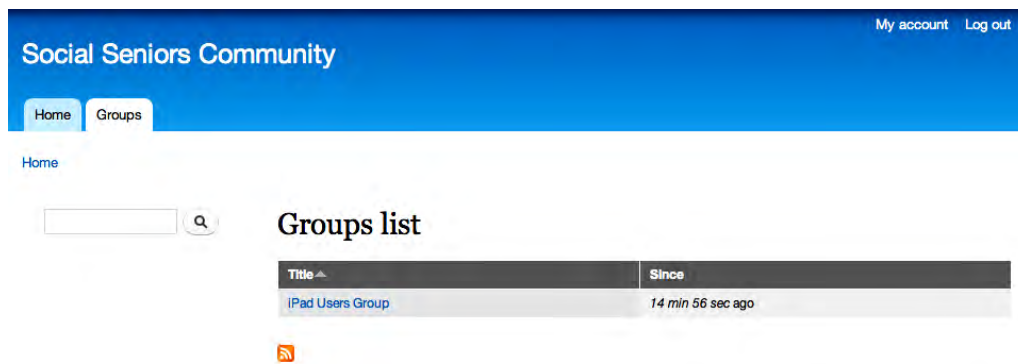 My account Log out
Social Seniors Community
Home Groups
Home
Groups list
Title Since
iPad Users Group 14 min 56 sec ago